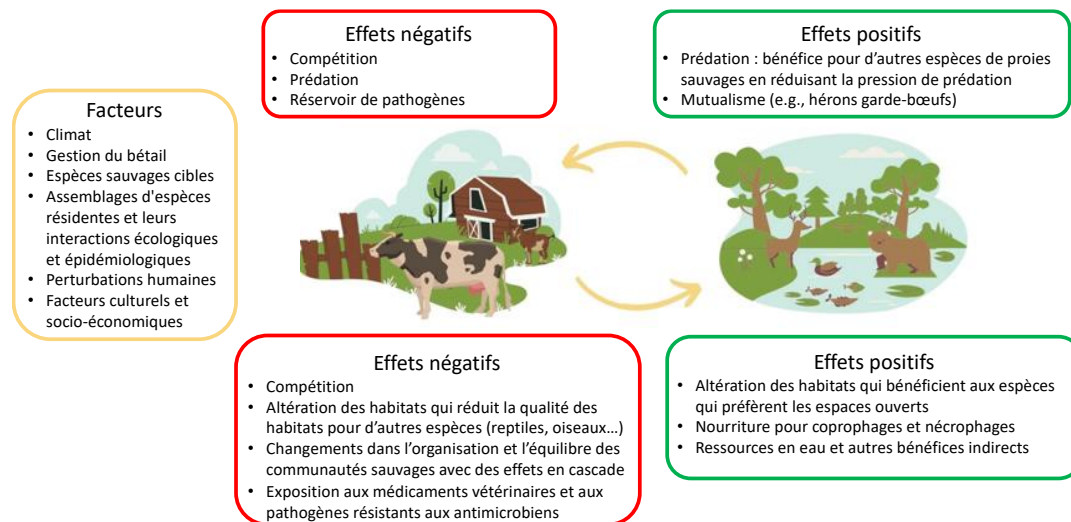 Effets négatifs
• Compétition
• Prédation
• Réservoir de pathogènes
Effets positifs
• Prédation : bénéfice pour d'autres espèces de proies
sauvages en réduisant la pression de prédation
• Mutualisme (e.g., hérons garde-bœufs)
Facteurs
• Climat
• Gestion du bétail
• Espèces sauvages cibles
• Assemblages d'espèces
résidentes et leurs
interactions écologiques
et épidémiologiques
• Perturbations humaines
• Facteurs culturels et
socio-économiques
Effets négatifs
• Compétition
• Altération des habitats qui réduit la qualité des
habitats pour d'autres espèces (reptiles, oiseaux…)
• Changements dans l'organisation et l'équilibre des
communautés sauvages avec des effets en cascade
• Exposition aux médicaments vétérinaires et aux
pathogènes résistants aux antimicrobiens
Effets positifs
• Altération des habitats qui bénéficient aux espèces
qui préfèrent les espaces ouverts
• Nourriture pour coprophages et nécrophages
• Ressources en eau et autres bénéfices indirects